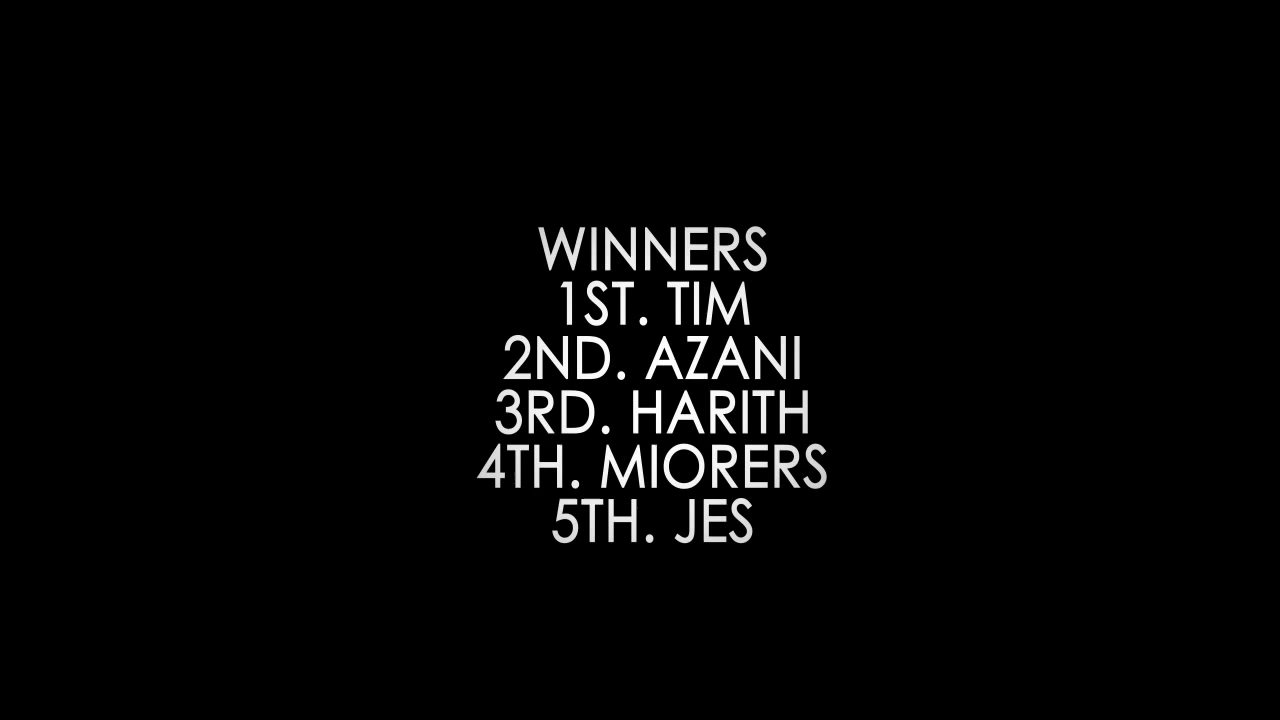 WINNERS
1ST. TIM
2ND. AZANI
3RD. HARITH
4TH. MIORERS
5TH. JES